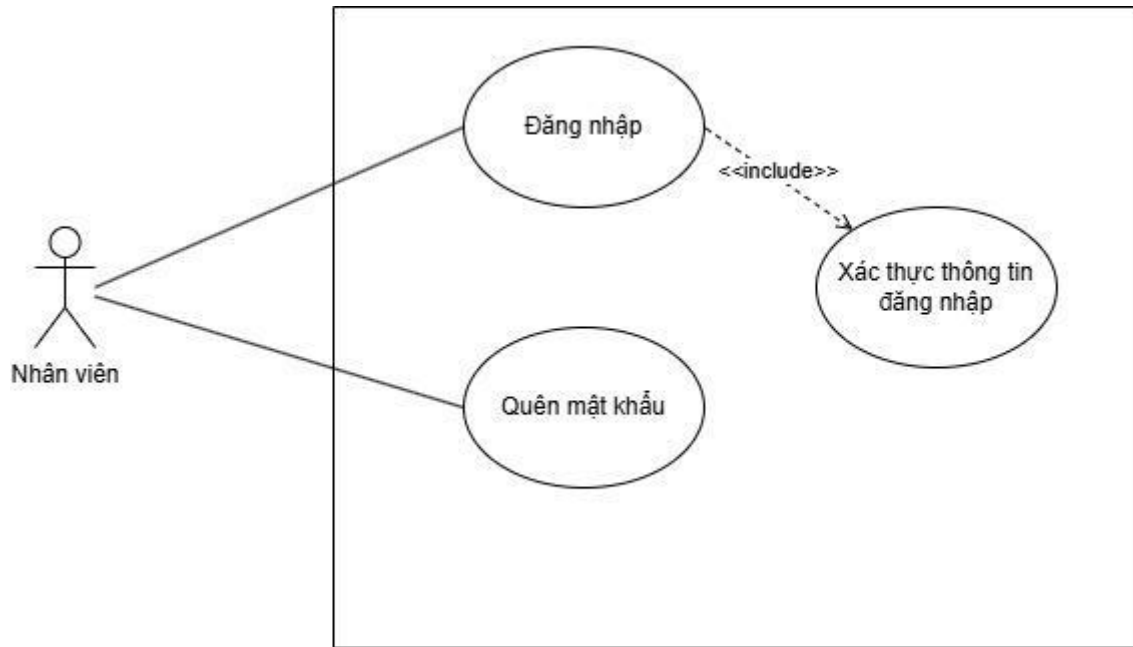 Đăng nhập
<<include>>
Xác thực thông tin
đăng nhập
Nhân viên
Quên mật khẩu